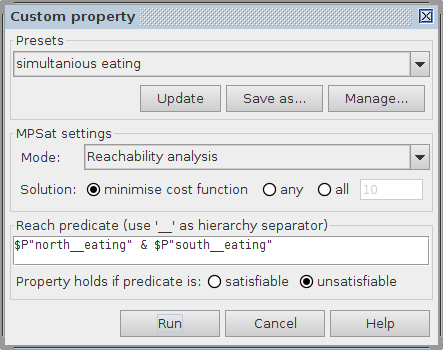 Custom property
Presets
simultanious eating
Update Save as... Manage...
MPSat settings
Mode: Reachability analysis
Solution: minimise cost function any all 10
Reach predicate (use '__' as hierarchy separator)
$P"north__eating" & $P"south__eating"
Property holds if predicate is: satisfiable unsatisfiable
Run Cancel Help